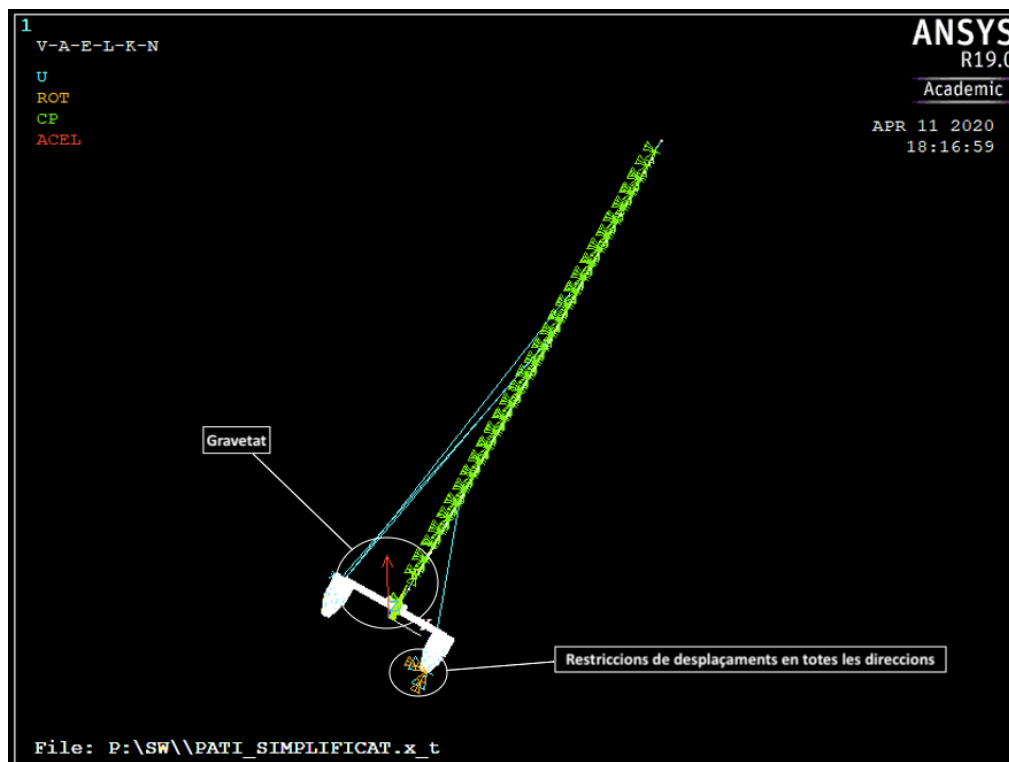 1
V-A-E-L-K-N
U
ROT
CP
ACEL
ANSYS
R19.0
Academic
APR 11 2020
18:16:59
Gravetat
X
Restriccions de desplaçaments en totes les direccions
File: P:\SW\\PATI_SIMPLIFICAT.x_t